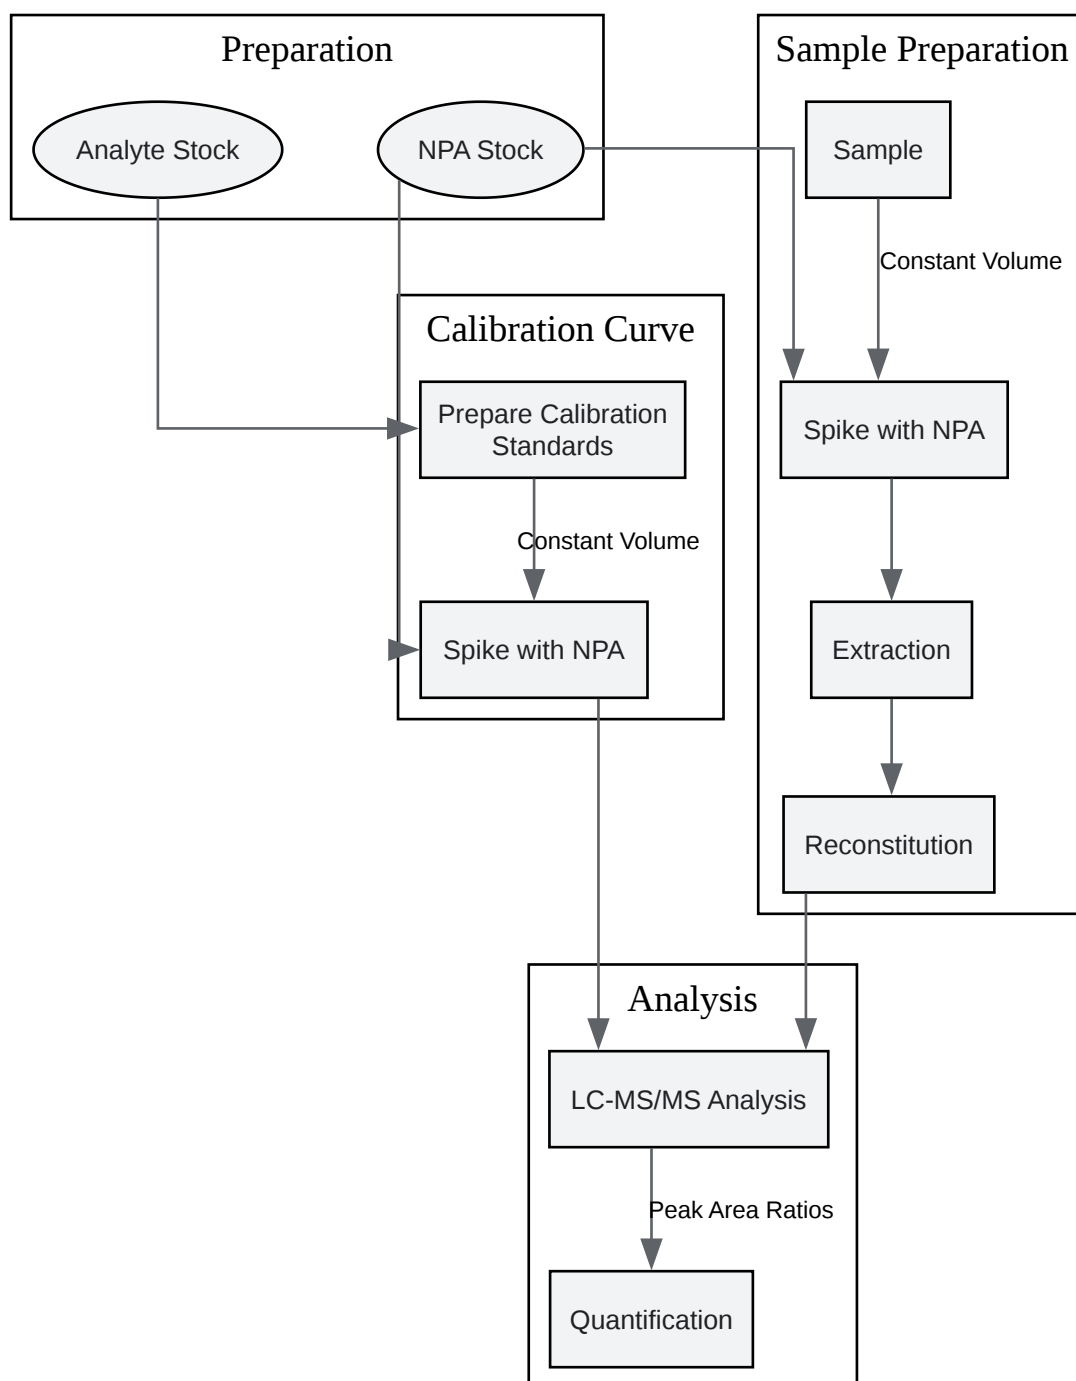 Preparation
Analyte Stock
NPA Stock
Sample Preparation
Sample
Constant Volume
Spike with NPA
Extraction
Reconstitution
Calibration Curve
Prepare Calibration
Standards
Constant Volume
Spike with NPA
Analysis
LC-MS/MS Analysis
Peak Area Ratios
Quantification